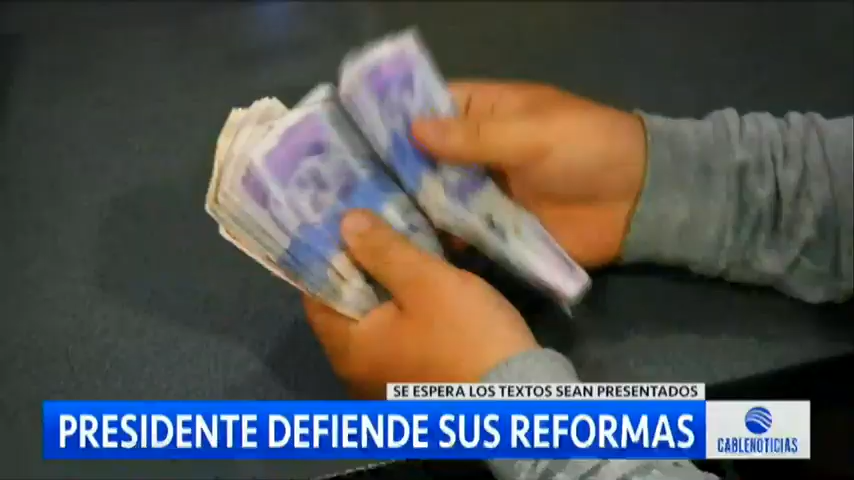 SE ESPERA LOS TEXTOS SEAN PRESENTADOS
PRESIDENTE DEFIENDE SUS REFORMAS
CABLENOTICIAS